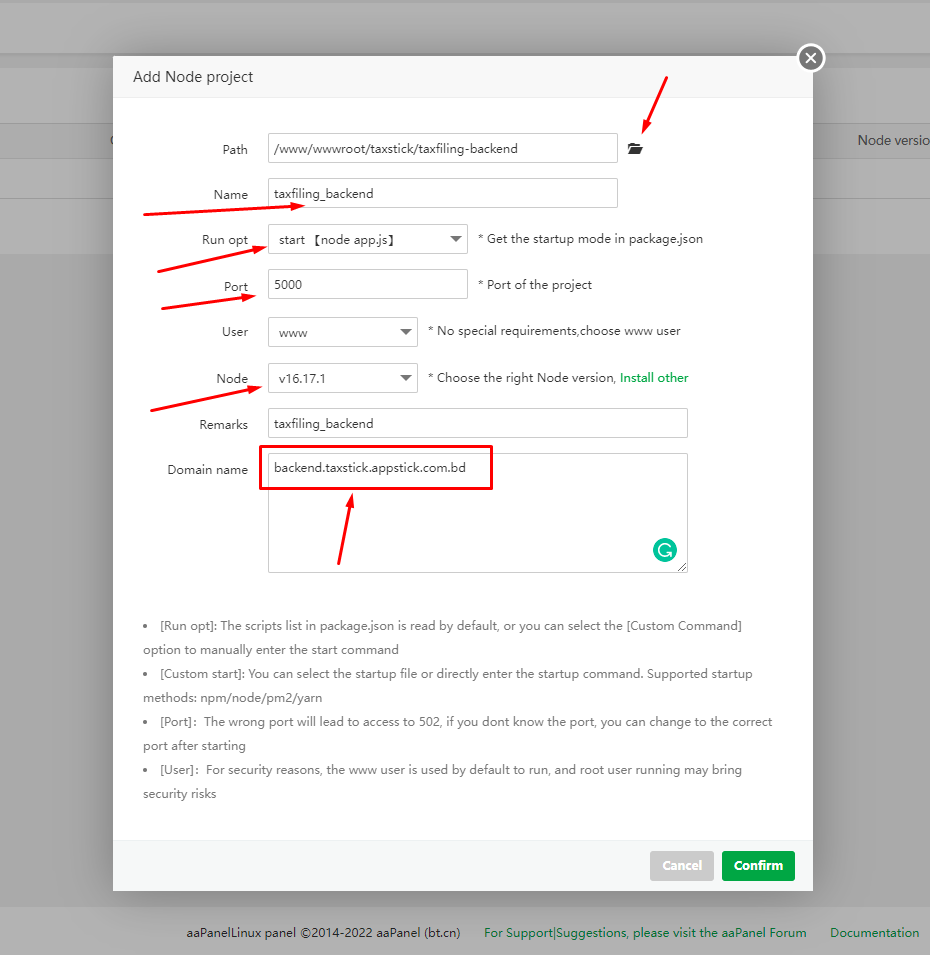 Add Node project
Node versio
Path /www/wwwroot/taxstick/taxfiling-backend
Name taxfiling_backend
Run opt start 【node app.js】 * Get the startup mode in package.json
Port 5000 * Port of the project
User www * No special requirements,choose www user
Node v16.17.1 * Choose the right Node version, Install other
Remarks taxfiling_backend
Domain name backend.taxstick.appstick.com.bd
• [Run opt]: The scripts list in package.json is read by default, or you can select the [Custom Command]
option to manually enter the start command
• [Custom start]: You can select the startup file or directly enter the startup command. Supported startup
methods: npm/node/pm2/yarn
• [Port]：The wrong port will lead to access to 502, if you dont know the port, you can change to the correct
port after starting
• [User]：For security reasons, the www user is used by default to run, and root user running may bring
security risks
Cancel Confirm
aaPanelLinux panel ©2014-2022 aaPanel (bt.cn) For Support|Suggestions, please visit the aaPanel Forum Documentation